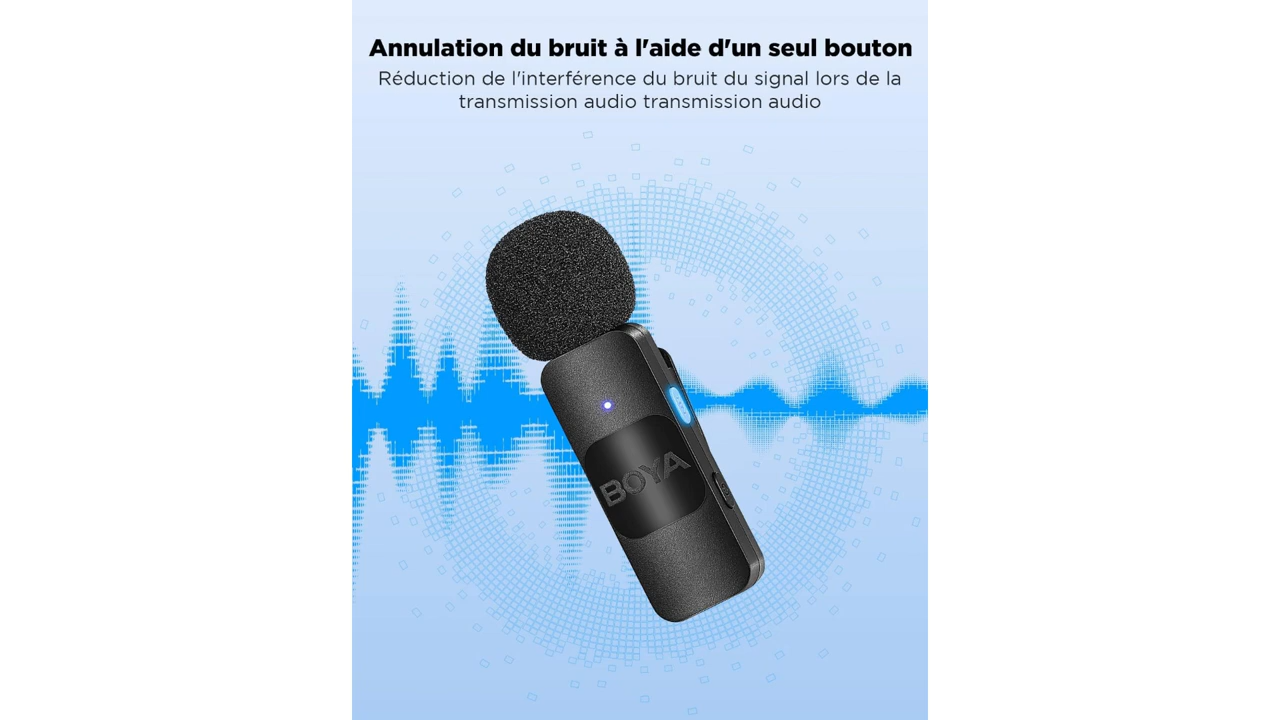 Annulation du bruit à l'aide d'un seul bouton
Réduction de l'interférence du bruit du signal lors de la
transmission audio transmission audio
BOYA